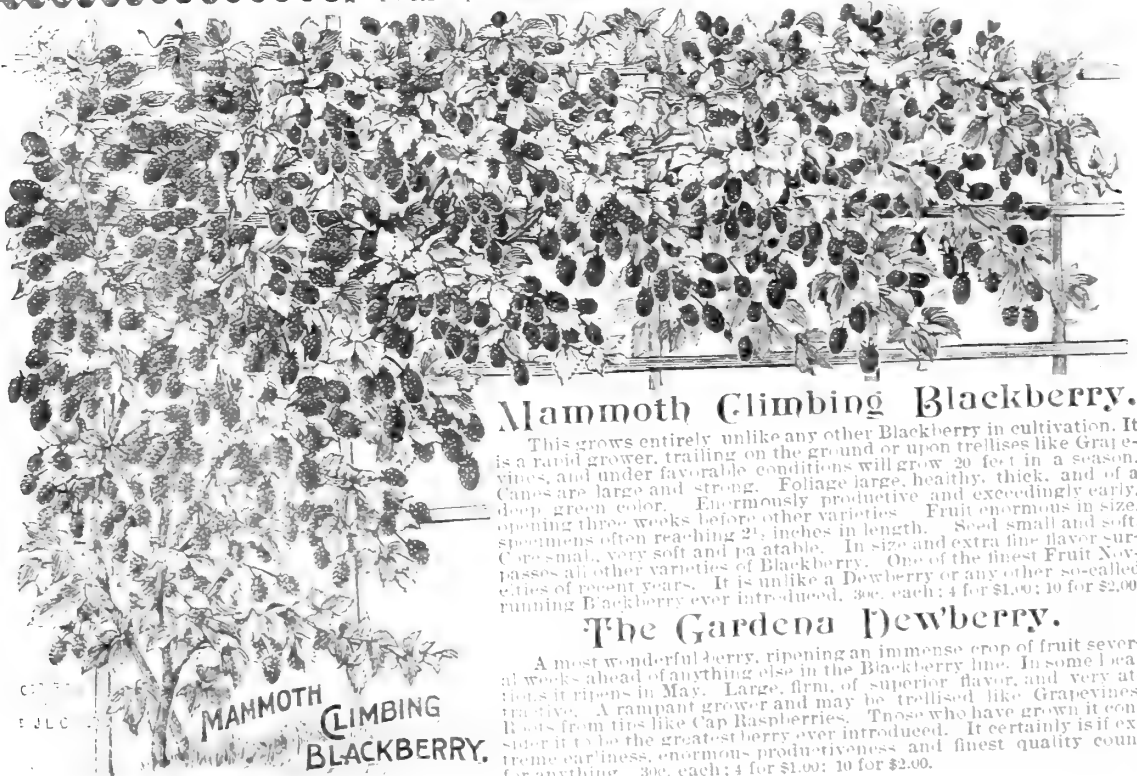 Mammoth Climbing Blackberry.
This grows entirely unlike any other Blackberry in cultivation. It
is a rapid grower, trailing on the ground or upon trellises like Grape-
vines, and under favorable conditions will grow 20 feet in a season.
Canes are large and strong. Foliage large, healthy, thick, and of a
deep green color. Enormously productive and exceedingly early,
opening three weeks before other varieties Fruit enormous in size,
specimens often reaching 2½ inches in length. Seed small and soft
Core small, very soft and palatable. In size and extra fine flavor sur-
passes all other varieties of Blackberry. One of the finest Fruit Nov-
elties of recent years. It is unlike a Dewberry or any other so-called
running Blackberry ever introduced. 30c. each; 4 for $1.00; 10 for $2.00
The Gardena Dewberry.
A most wonderful berry, ripening an immense crop of fruit sever
al weeks ahead of anything else in the Blackberry line. In some loca
tions it ripens in May. Large, firm, of superior flavor, and very at
tractive. A rampant grower and may be trellised like Grapevines
Roots from tips like Cap Raspberries. Those who have grown it con
sider it to be the greatest berry ever introduced. It certainly is if ex
treme earliness, enormous productiveness and finest quality coun
for anything. 30c. each; 4 for $1.00; 10 for $2.00.
MAMMOTH
CLIMBING
BLACKBERRY.